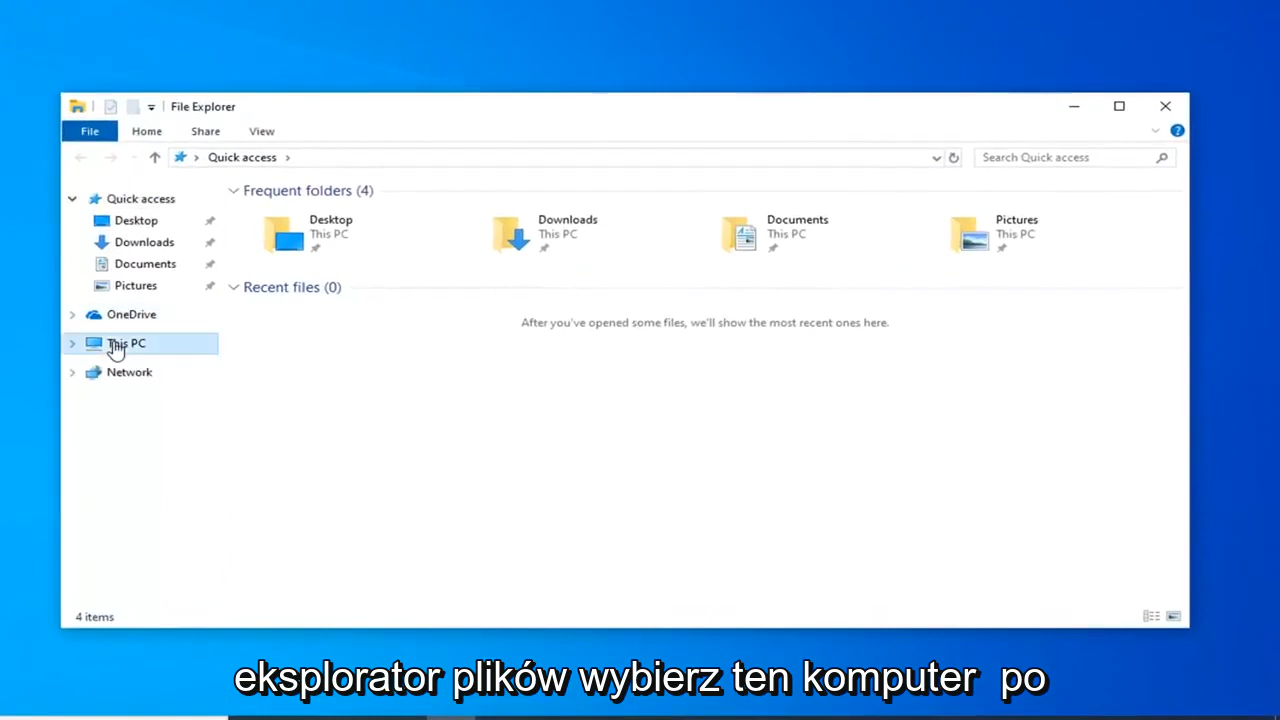 File Explorer
File Home Share View
Quick access Search Quick access
Quick access
Desktop
Downloads
Documents
Pictures
OneDrive
This PC
Network
Frequent folders (4)
Desktop
This PC
Downloads
This PC
Documents
This PC
Pictures
This PC
Recent files (0)
After you've opened some files, we'll show the most recent ones here.
4 items
eksplorator plików wybierz ten komputer po